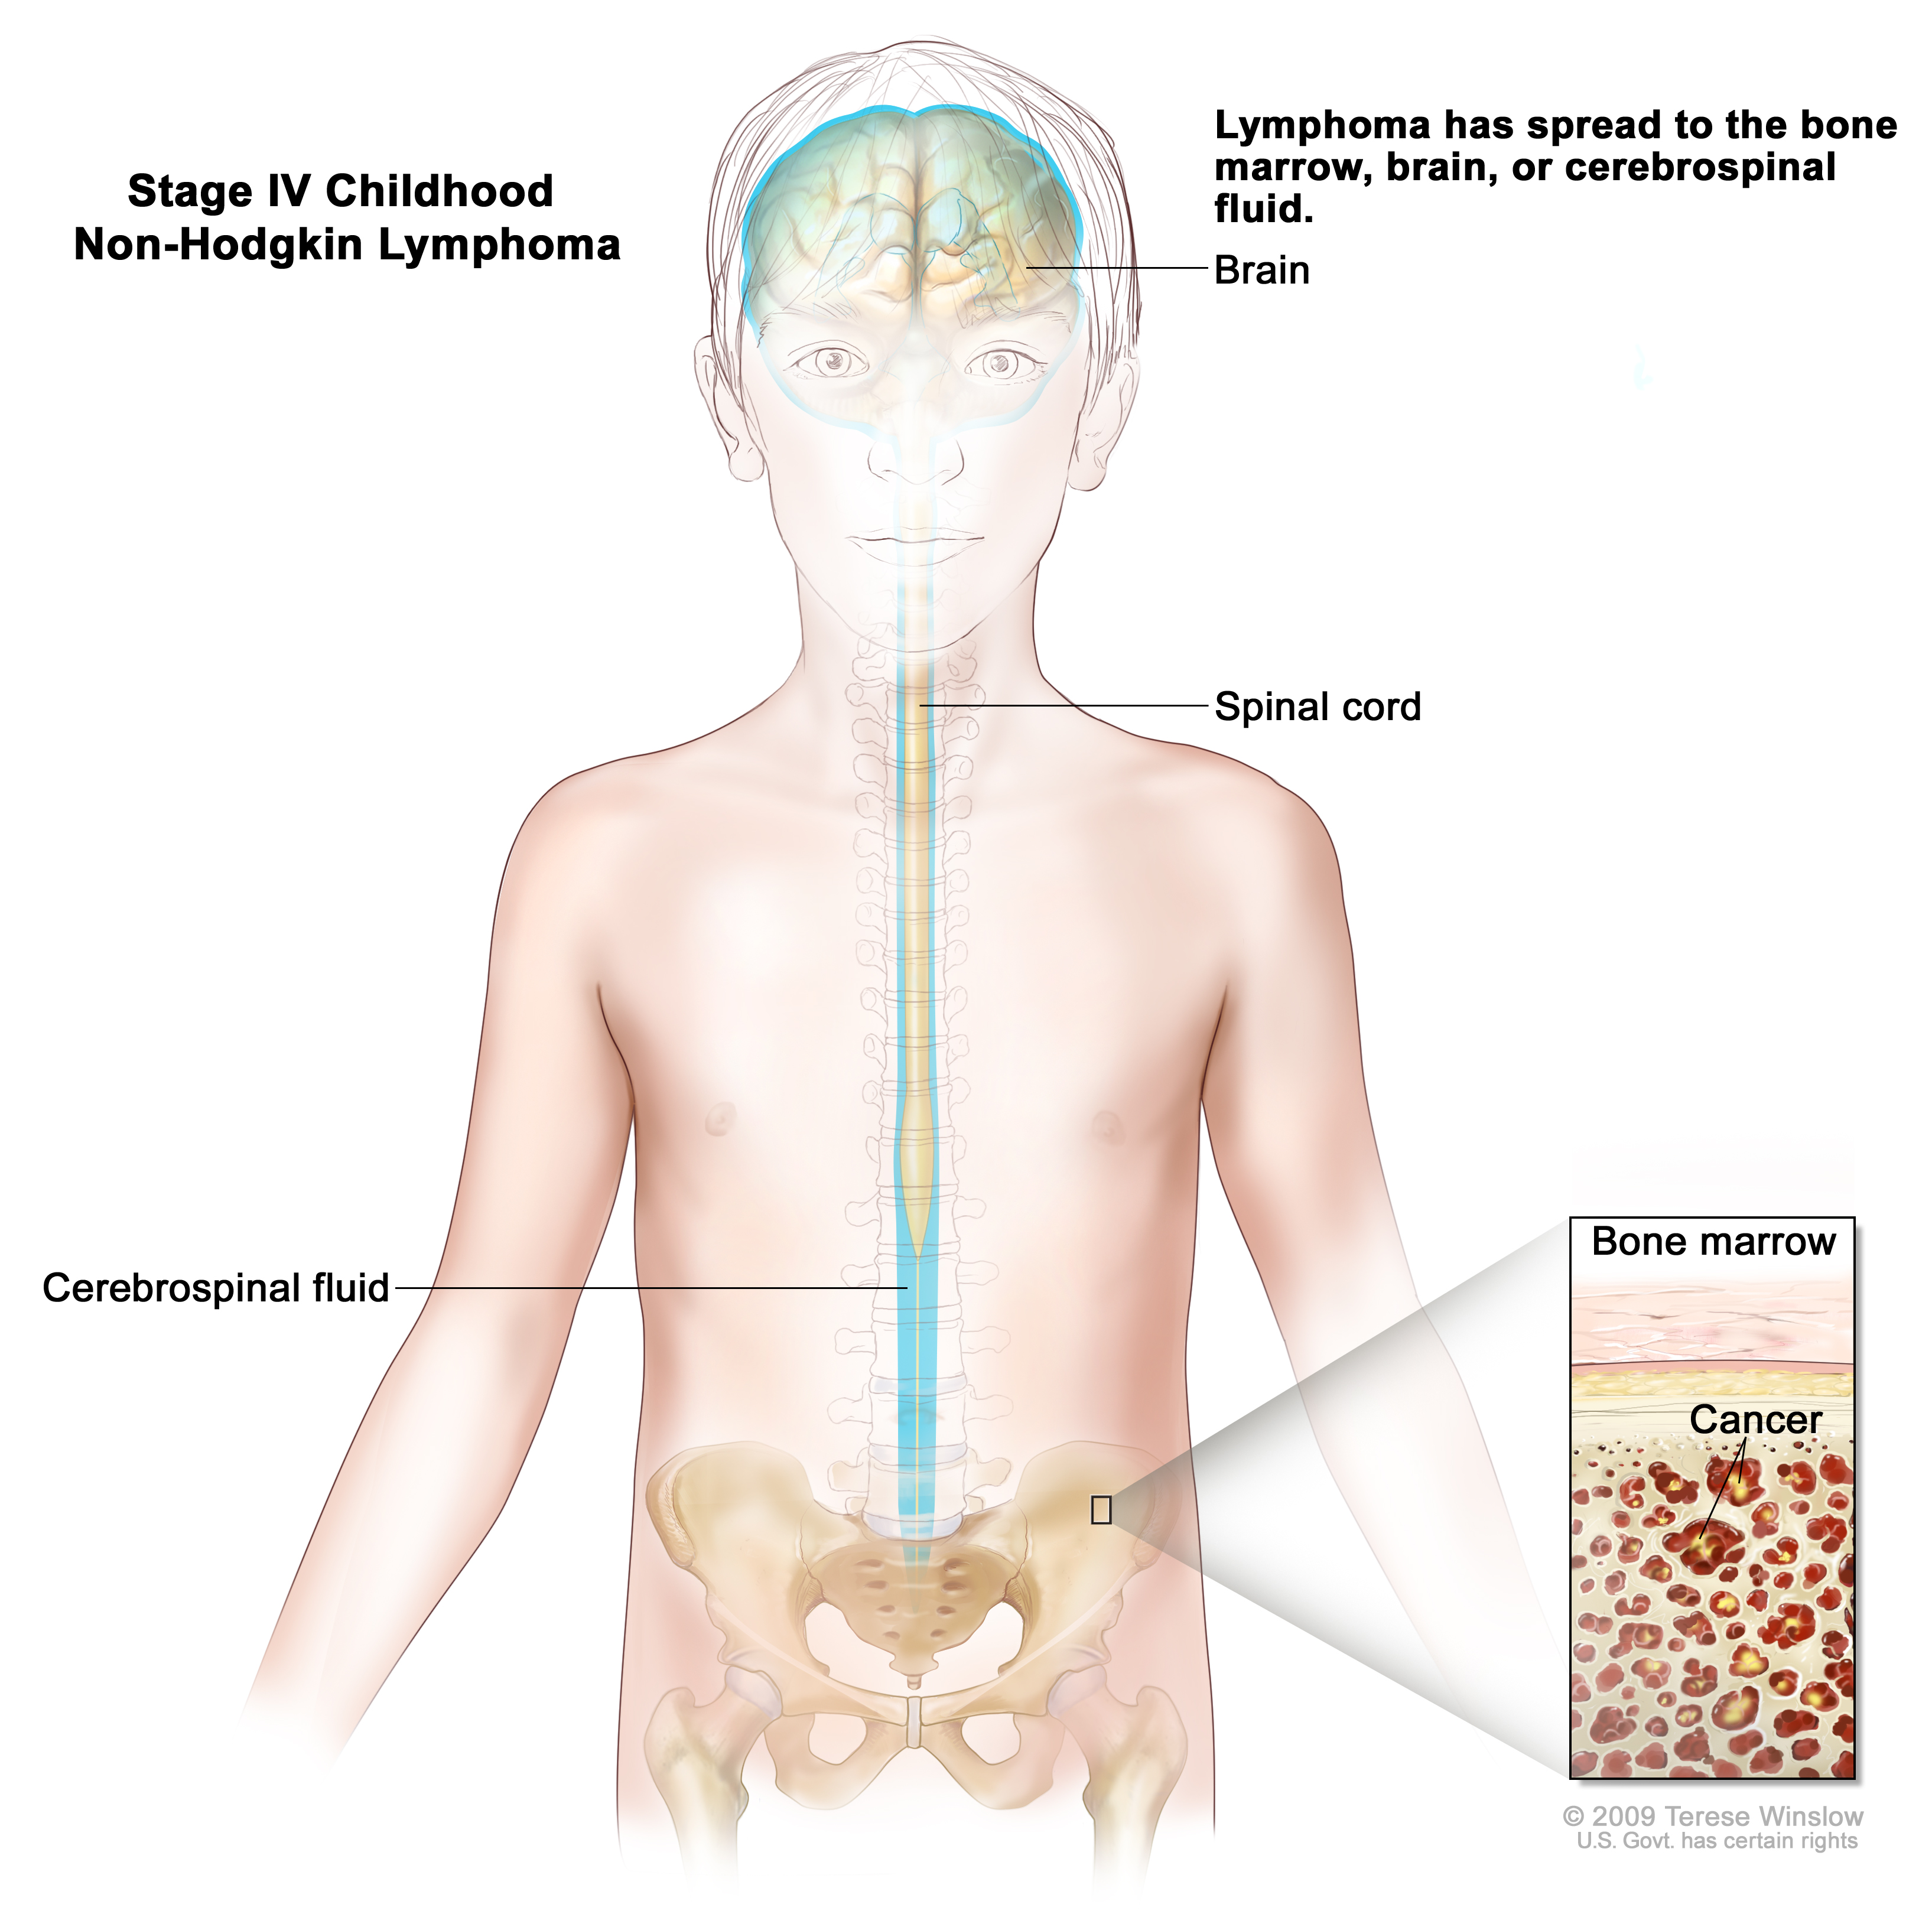 Stage IV Childhood
Non-Hodgkin Lymphoma
Lymphoma has spread to the bone
marrow, brain, or cerebrospinal
fluid.
Brain
Spinal cord
Cerebrospinal fluid
Bone marrow
Cancer
© 2009 Terese Winslow
U.S. Govt. has certain rights